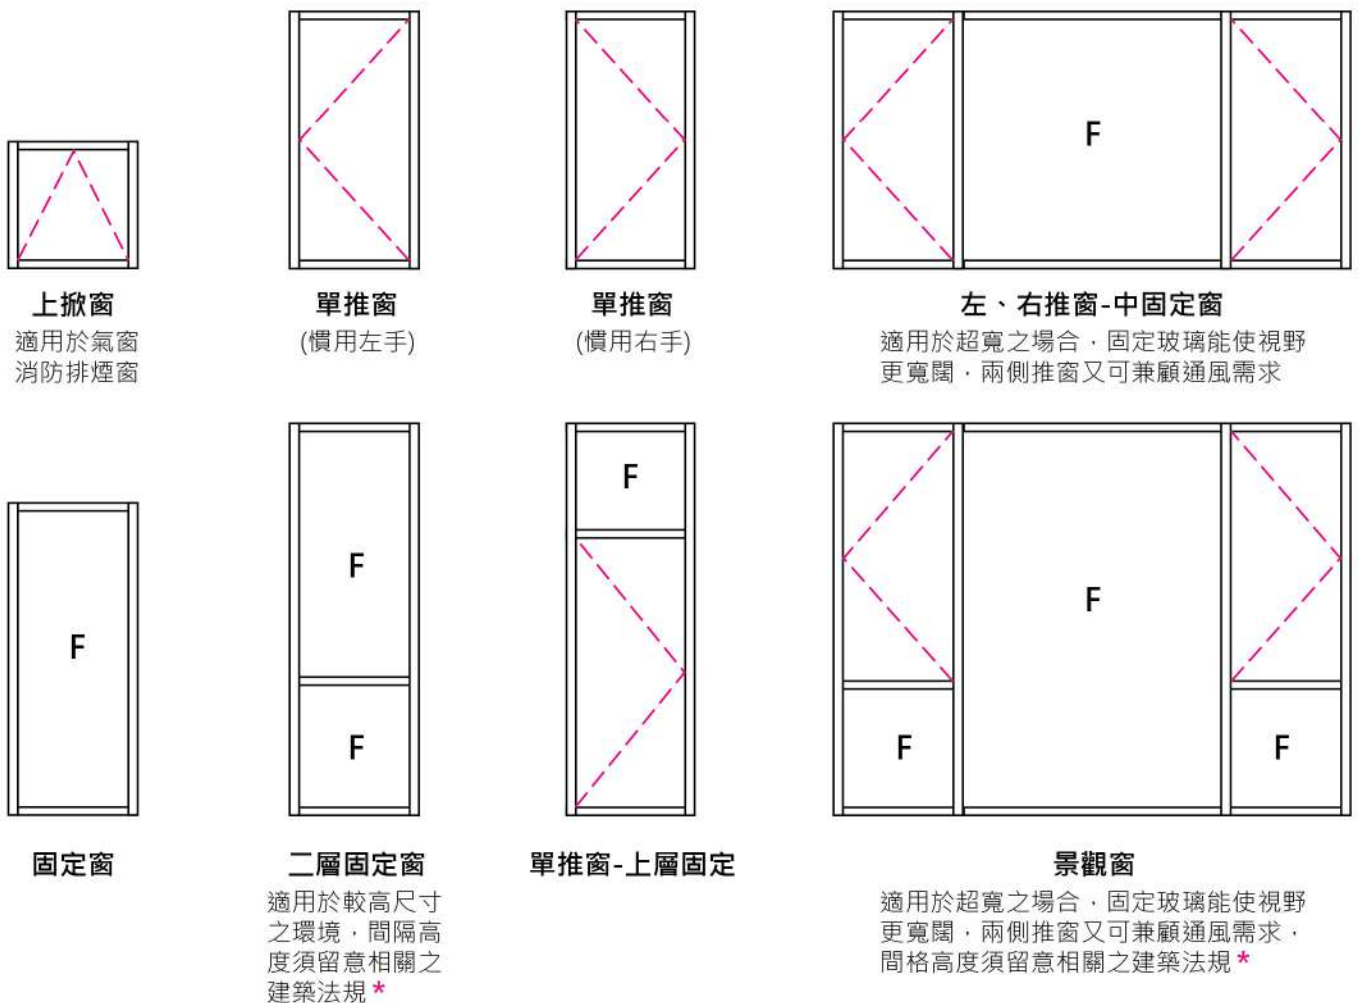 上掀窗
適用於氣窗
消防排煙窗
單推窗
(慣用左手)
單推窗
(慣用右手)
F
左、右推窗-中固定窗
適用於超寬之場合，固定玻璃能使視野
更寬闊，兩側推窗又可兼顧通風需求
F
固定窗
F
F
二層固定窗
適用於較高尺寸
之環境，間隔高
度須留意相關之
建築法規*
F
單推窗-上層固定
F
F
F
景觀窗
適用於超寬之場合，固定玻璃能使視野
更寬闊，兩側推窗又可兼顧通風需求，
間格高度須留意相關之建築法規*